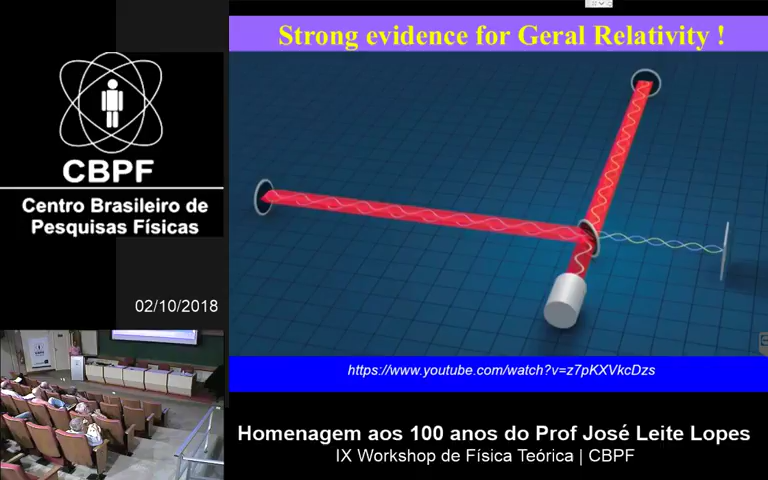 Strong evidence for Geral Relativity !
CBPF
Centro Brasileiro de
Pesquisas Físicas
02/10/2018
https://www.youtube.com/watch?v=z7pKXVkcDzs
Homenagem aos 100 anos do Prof José Leite Lopes
IX Workshop de Física Teórica | CBPF